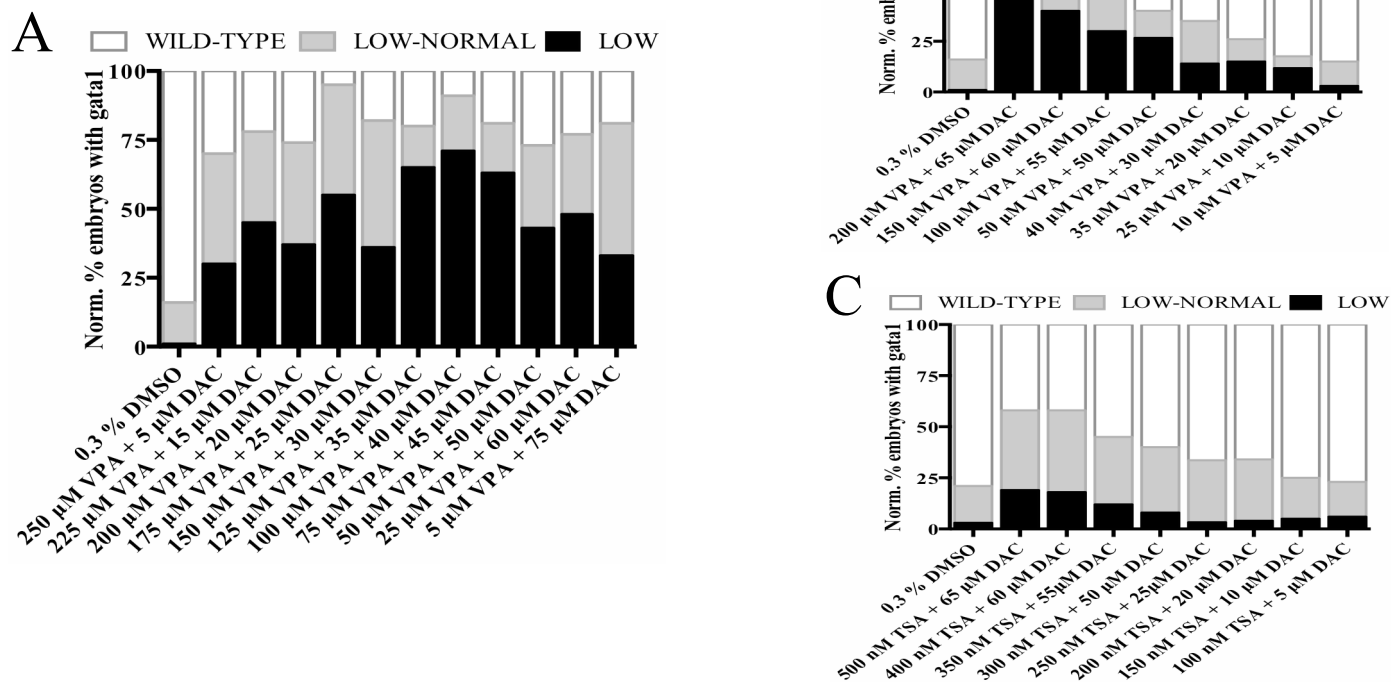 A
WILD-TYPE LOW-NORMAL LOW
Norm. % embryos with gata1
100
75
50
25
0
0.3 % DMSO
250 µM VPA + 5 µM DAC
225 µM VPA + 15 µM DAC
200 µM VPA + 20 µM DAC
175 µM VPA + 25 µM DAC
150 µM VPA + 30 µM DAC
125 µM VPA + 35 µM DAC
100 µM VPA + 40 µM DAC
75 µM VPA + 45 µM DAC
50 µM VPA + 50 µM DAC
25 µM VPA + 60 µM DAC
5 µM VPA + 75 µM DAC
Norm. % emb
25
0
0.3 % DMSO
200 µM VPA + 65 µM DAC
150 µM VPA + 60 µM DAC
100 µM VPA + 55 µM DAC
50 µM VPA + 50 µM DAC
40 µM VPA + 30 µM DAC
35 µM VPA + 20 µM DAC
25 µM VPA + 10 µM DAC
10 µM VPA + 5 µM DAC
C
WILD-TYPE LOW-NORMAL LOW
Norm. % embryos with gata1
100
75
50
25
0
0.3 % DMSO
500 nM TSA + 65 µM DAC
400 nM TSA + 60 µM DAC
350 nM TSA + 55µM DAC
300 nM TSA + 50 µM DAC
250 nM TSA + 25µM DAC
200 nM TSA + 20 µM DAC
150 nM TSA + 10 µM DAC
100 nM TSA + 5 µM DAC